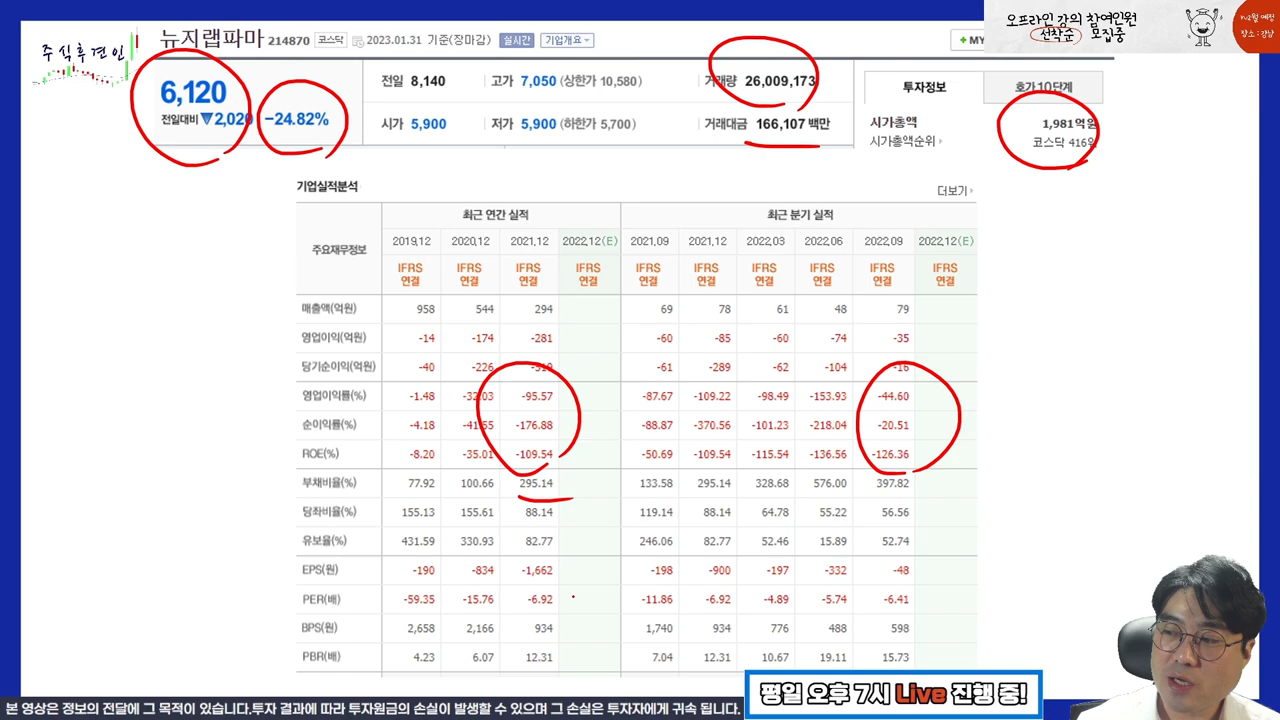 주식후견인
뉴지랩파마 214870 코스닥 2023.01.31 기준(장마감) 실시간 기업개요
+ MY
오프라인 강의 참여인원
선착순 모집중
장소 : 강남
6,120
전일대비 ▼2,020 -24.82%
전일 8,140 고가 7,050 (상한가 10,580) 거래량 26,009,173
시가 5,900 저가 5,900 (하한가 5,700) 거래대금 166,107 백만
투자정보 호가 10단계
시가총액 1,981억원
시가총액순위 코스닥 416위
기업실적분석 더보기
주요재무정보 최근 연간 실적 최근 분기 실적
2019.12 2020.12 2021.12 2022.12(E) 2021.09 2021.12 2022.03 2022.06 2022.09 2022.12(E)
IFRS IFRS IFRS IFRS IFRS IFRS IFRS IFRS IFRS IFRS
연결 연결 연결 연결 연결 연결 연결 연결 연결 연결
매출액(억원) 958 544 294 69 78 61 48 79
영업이익(억원) -14 -174 -281 -60 -85 -60 -74 -35
당기순이익(억원) -40 -226 -519 -61 -289 -62 -104 -16
영업이익률(%) -1.48 -32.03 -95.57 -87.67 -109.22 -98.49 -153.93 -44.60
순이익률(%) -4.18 -41.55 -176.88 -88.87 -370.56 -101.23 -218.04 -20.51
ROE(%) -8.20 -35.01 -109.54 -50.69 -109.54 -115.54 -136.56 -126.36
부채비율(%) 77.92 100.66 295.14 133.58 295.14 328.68 576.00 397.82
당좌비율(%) 155.13 155.61 88.14 119.14 88.14 64.78 55.22 56.56
유보율(%) 431.59 330.93 82.77 246.06 82.77 52.46 15.89 52.74
EPS(원) -190 -834 -1,662 -198 -900 -197 -332 -48
PER(배) -59.35 -15.76 -6.92 -11.86 -6.92 -4.89 -5.74 -6.41
BPS(원) 2,658 2,166 934 1,740 934 776 488 598
PBR(배) 4.23 6.07 12.31 7.04 12.31 10.67 19.11 15.73
평일 오후 7시 Live 진행 중!
본 영상은 정보의 전달에 그 목적이 있습니다.투자 결과에 따라 투자원금의 손실이 발생할 수 있으며 그 손실은 투자자에게 귀속 됩니다.